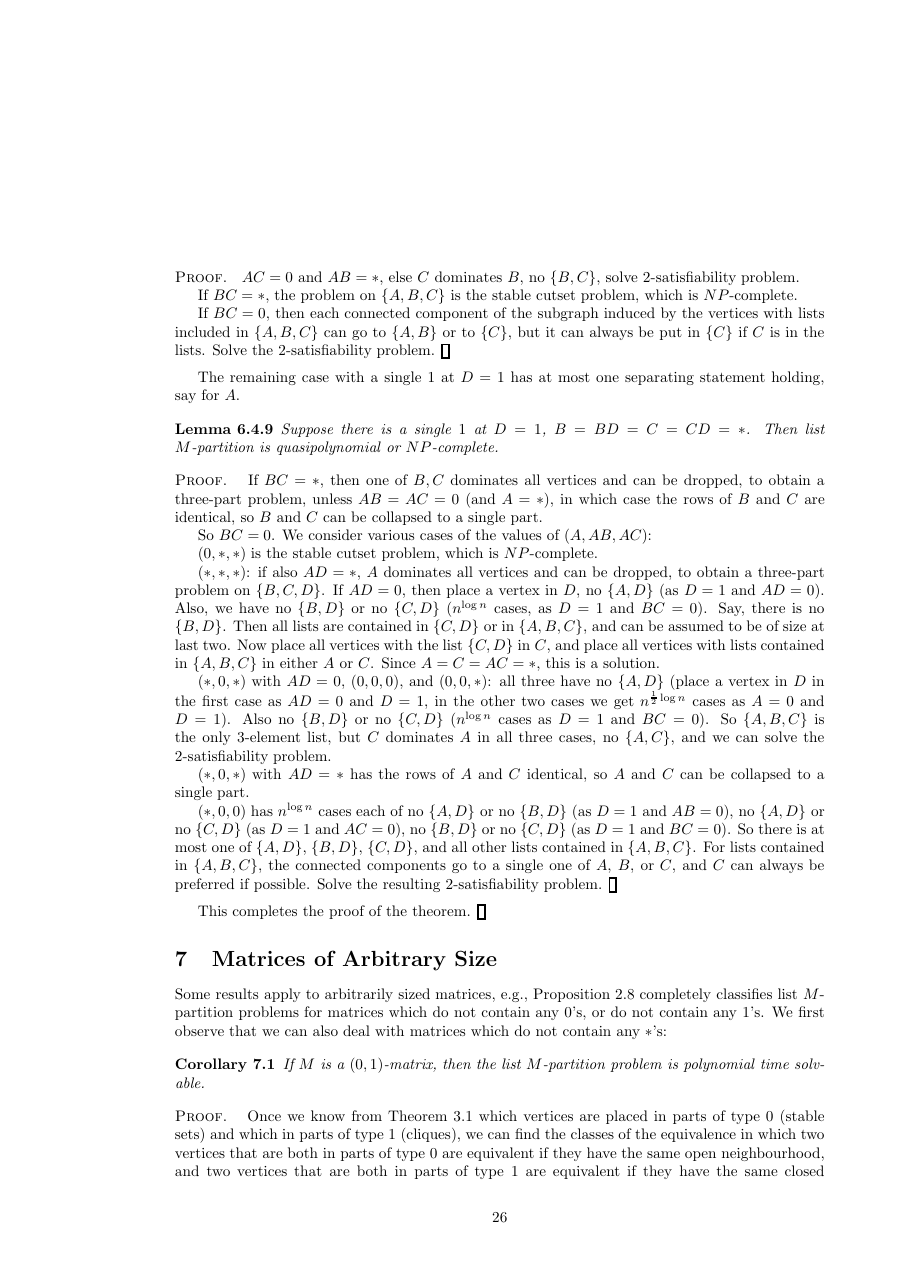 PROOF. AC = 0 and AB = ∗, else C dominates B, no {B, C}, solve 2-satisfiability problem.
If BC = ∗, the problem on {A, B, C} is the stable cutset problem, which is NP-complete.
If BC = 0, then each connected component of the subgraph induced by the vertices with lists
included in {A, B, C} can go to {A, B} or to {C}, but it can always be put in {C} if C is in the
lists. Solve the 2-satisfiability problem. []
The remaining case with a single 1 at D = 1 has at most one separating statement holding,
say for A.
Lemma 6.4.9 Suppose there is a single 1 at D = 1, B = BD = C = CD = ∗. Then list
M-partition is quasipolynomial or NP-complete.
PROOF. If BC = ∗, then one of B, C dominates all vertices and can be dropped, to obtain a
three-part problem, unless AB = AC = 0 (and A = ∗), in which case the rows of B and C are
identical, so B and C can be collapsed to a single part.
So BC = 0. We consider various cases of the values of (A, AB, AC):
(0, ∗, ∗) is the stable cutset problem, which is NP-complete.
(∗, ∗, ∗): if also AD = ∗, A dominates all vertices and can be dropped, to obtain a three-part
problem on {B, C, D}. If AD = 0, then place a vertex in D, no {A, D} (as D = 1 and AD = 0).
Also, we have no {B, D} or no {C, D} (n^{log n} cases, as D = 1 and BC = 0). Say, there is no
{B, D}. Then all lists are contained in {C, D} or in {A, B, C}, and can be assumed to be of size at
last two. Now place all vertices with the list {C, D} in C, and place all vertices with lists contained
in {A, B, C} in either A or C. Since A = C = AC = ∗, this is a solution.
(∗, 0, ∗) with AD = 0, (0, 0, 0), and (0, 0, ∗): all three have no {A, D} (place a vertex in D in
the first case as AD = 0 and D = 1, in the other two cases we get n^{½ log n} cases as A = 0 and
D = 1). Also no {B, D} or no {C, D} (n^{log n} cases as D = 1 and BC = 0). So {A, B, C} is
the only 3-element list, but C dominates A in all three cases, no {A, C}, and we can solve the
2-satisfiability problem.
(∗, 0, ∗) with AD = ∗ has the rows of A and C identical, so A and C can be collapsed to a
single part.
(∗, 0, 0) has n^{log n} cases each of no {A, D} or no {B, D} (as D = 1 and AB = 0), no {A, D} or
no {C, D} (as D = 1 and AC = 0), no {B, D} or no {C, D} (as D = 1 and BC = 0). So there is at
most one of {A, D}, {B, D}, {C, D}, and all other lists contained in {A, B, C}. For lists contained
in {A, B, C}, the connected components go to a single one of A, B, or C, and C can always be
preferred if possible. Solve the resulting 2-satisfiability problem. []
This completes the proof of the theorem. []
7 Matrices of Arbitrary Size
Some results apply to arbitrarily sized matrices, e.g., Proposition 2.8 completely classifies list M-
partition problems for matrices which do not contain any 0's, or do not contain any 1's. We first
observe that we can also deal with matrices which do not contain any ∗'s:
Corollary 7.1 If M is a (0, 1)-matrix, then the list M-partition problem is polynomial time solv-
able.
PROOF. Once we know from Theorem 3.1 which vertices are placed in parts of type 0 (stable
sets) and which in parts of type 1 (cliques), we can find the classes of the equivalence in which two
vertices that are both in parts of type 0 are equivalent if they have the same open neighbourhood,
and two vertices that are both in parts of type 1 are equivalent if they have the same closed
26